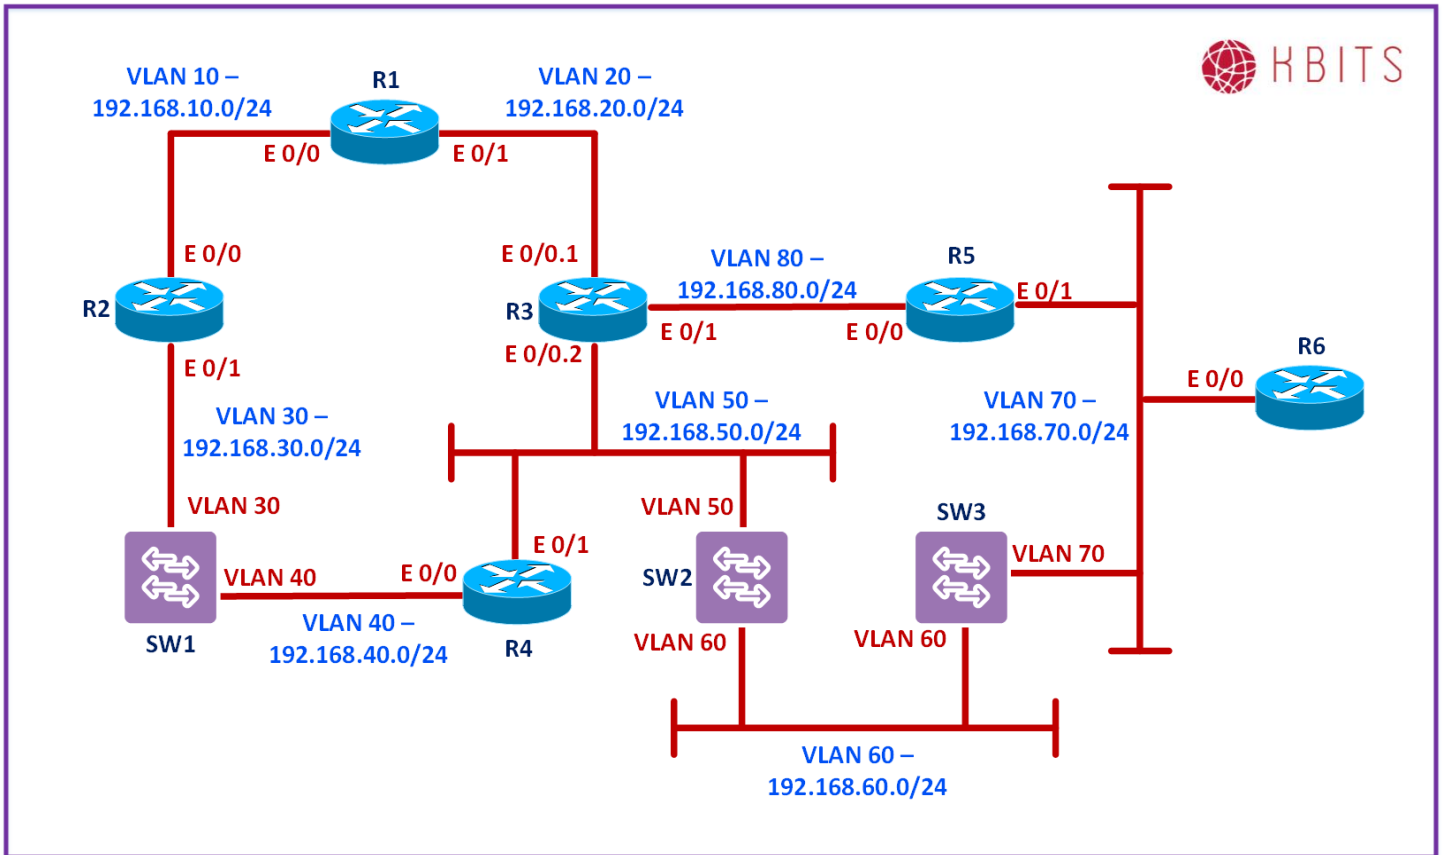 KBITS
R1
VLAN 10 –
192.168.10.0/24
VLAN 20 –
192.168.20.0/24
E 0/0
E 0/1
E 0/0
R2
E 0/1
E 0/0.1
R3
E 0/1
E 0/0.2
VLAN 80 –
192.168.80.0/24
R5
E 0/0
E 0/1
R6
E 0/0
VLAN 30 –
192.168.30.0/24
VLAN 50 –
192.168.50.0/24
VLAN 70 –
192.168.70.0/24
VLAN 30
VLAN 40
SW1
E 0/0
E 0/1
R4
VLAN 40 –
192.168.40.0/24
VLAN 50
SW2
VLAN 60
SW3
VLAN 70
VLAN 60
VLAN 60 –
192.168.60.0/24